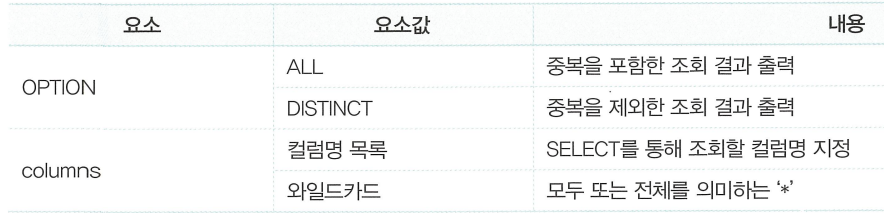 요소 요소값 내용
OPTION
ALL 중복을 포함한 조회 결과 출력
DISTINCT 중복을 제외한 조회 결과 출력
columns
컬럼명 목록 SELECT를 통해 조회할 컬럼명 지정
와일드카드 모두 또는 전체를 의미하는 ‘*’